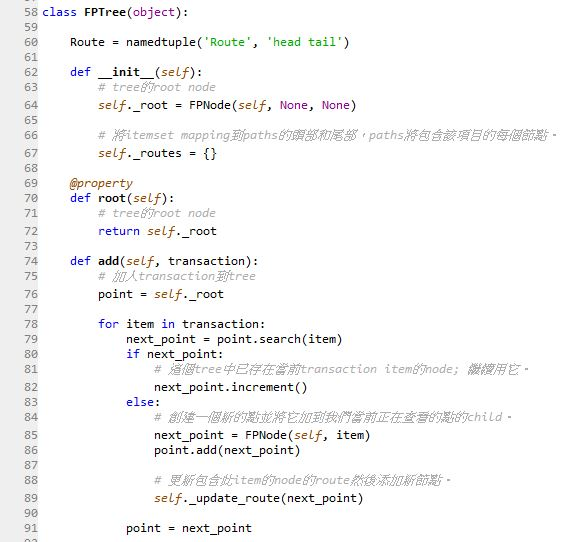 58 class FPTree(object):
59
60 Route = namedtuple('Route', 'head tail')
61
62 def __init__(self):
63 # tree的root node
64 self._root = FPNode(self, None, None)
65
66 # 將itemset mapping到paths的頭部和尾部，paths將包含該項目的每個節點。
67 self._routes = {}
68
69 @property
70 def root(self):
71 # tree的root node
72 return self._root
73
74 def add(self, transaction):
75 # 加入transaction到tree
76 point = self._root
77
78 for item in transaction:
79 next_point = point.search(item)
80 if next_point:
81 # 這個tree中已存在當前transaction item的node; 繼續用它。
82 next_point.increment()
83 else:
84 # 創建一個新的點並將它加到我們當前正在查看的點的child。
85 next_point = FPNode(self, item)
86 point.add(next_point)
87
88 # 更新包含此item的node的route然後添加新節點。
89 self._update_route(next_point)
90
91 point = next_point